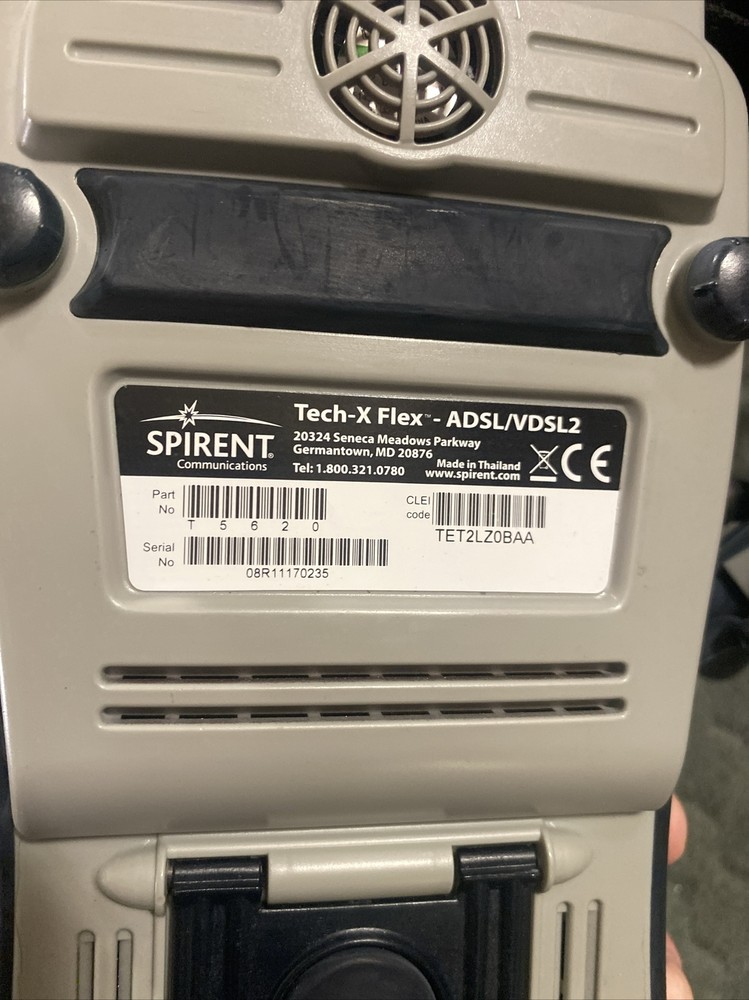 SPIRENT®
Communications
Tech-X Flex™ - ADSL/VDSL2
20324 Seneca Meadows Parkway
Germantown, MD 20876
Tel: 1.800.321.0780
Made in Thailand
www.spirent.com
CE
Part
No
T 5 6 2 0
CLEI
code
TET2LZ0BAA
Serial
No
08R11170235